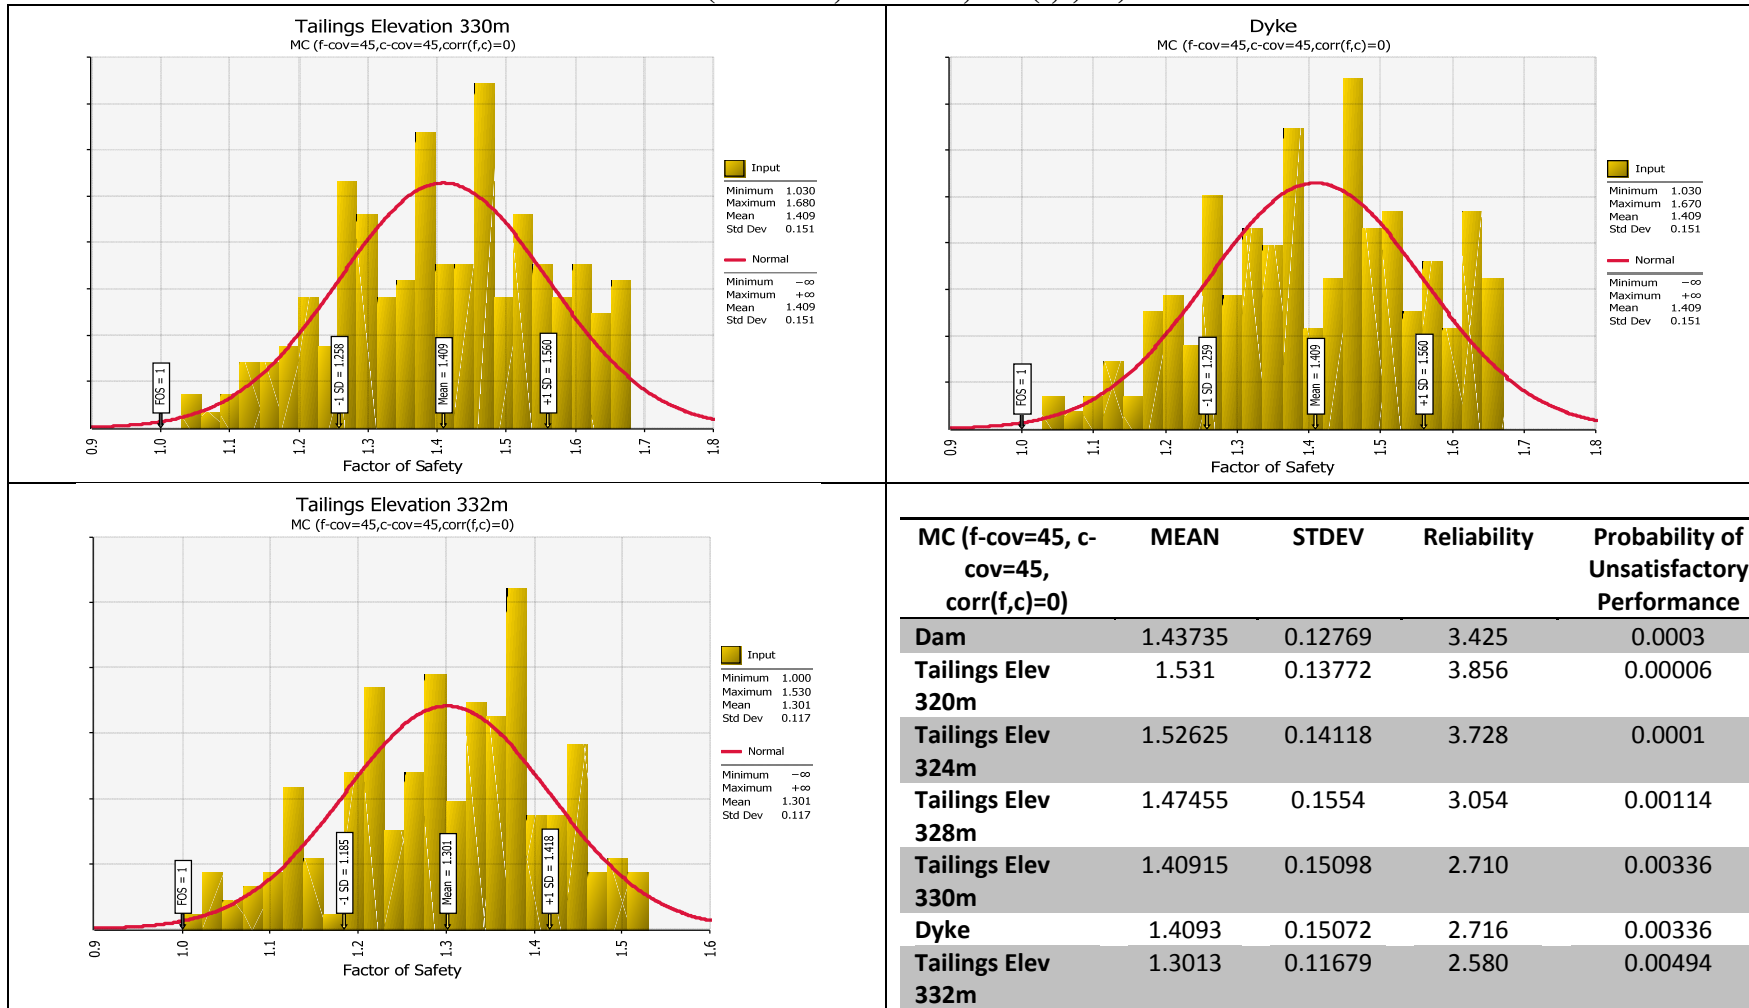 Tailings Elevation 330m
MC (f-cov=45,c-cov=45,corr(f,c)=0)
FOS = 1
-1 SD = 1.258
Mean = 1.409
+1 SD = 1.560
0.9 1.0 1.1 1.2 1.3 1.4 1.5 1.6 1.7 1.8
Factor of Safety
Input
Minimum 1.030
Maximum 1.680
Mean 1.409
Std Dev 0.151
Normal
Minimum −∞
Maximum +∞
Mean 1.409
Std Dev 0.151
Dyke
MC (f-cov=45,c-cov=45,corr(f,c)=0)
FOS = 1
-1 SD = 1.259
Mean = 1.409
+1 SD = 1.560
0.9 1.0 1.1 1.2 1.3 1.4 1.5 1.6 1.7 1.8
Factor of Safety
Input
Minimum 1.030
Maximum 1.670
Mean 1.409
Std Dev 0.151
Normal
Minimum −∞
Maximum +∞
Mean 1.409
Std Dev 0.151
Tailings Elevation 332m
MC (f-cov=45,c-cov=45,corr(f,c)=0)
FOS = 1
-1 SD = 1.185
Mean = 1.301
+1 SD = 1.418
0.9 1.0 1.1 1.2 1.3 1.4 1.5 1.6
Factor of Safety
Input
Minimum 1.000
Maximum 1.530
Mean 1.301
Std Dev 0.117
Normal
Minimum −∞
Maximum +∞
Mean 1.301
Std Dev 0.117
MC (f-cov=45, c- MEAN STDEV Reliability Probability of
cov=45, Unsatisfactory
corr(f,c)=0) Performance
Dam 1.43735 0.12769 3.425 0.0003
Tailings Elev 1.531 0.13772 3.856 0.00006
320m
Tailings Elev 1.52625 0.14118 3.728 0.0001
324m
Tailings Elev 1.47455 0.1554 3.054 0.00114
328m
Tailings Elev 1.40915 0.15098 2.710 0.00336
330m
Dyke 1.4093 0.15072 2.716 0.00336
Tailings Elev 1.3013 0.11679 2.580 0.00494
332m